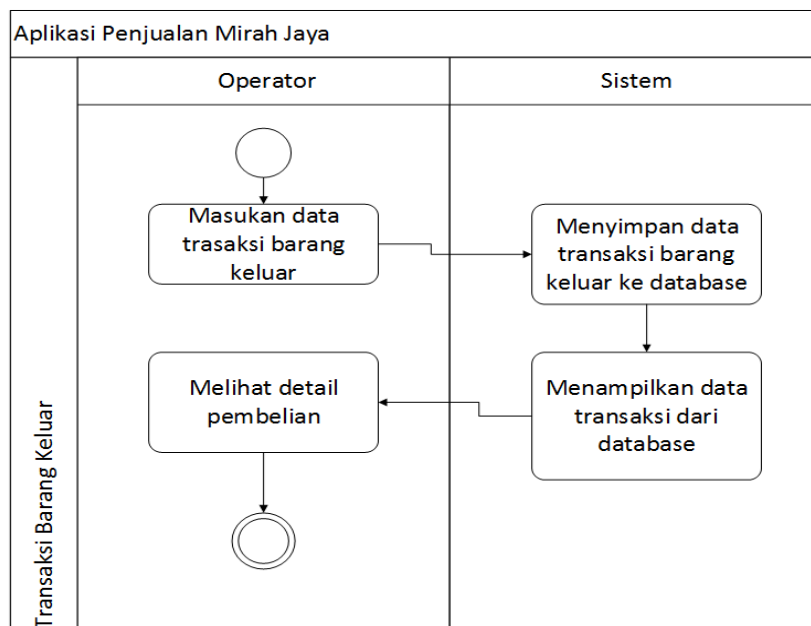 Aplikasi Penjualan Mirah Jaya
Operator
Sistem
Transaksi Barang Keluar
Masukan data
trasaksi barang
keluar
Menyimpan data
transaksi barang
keluar ke database
Menampilkan data
transaksi dari
database
Melihat detail
pembelian